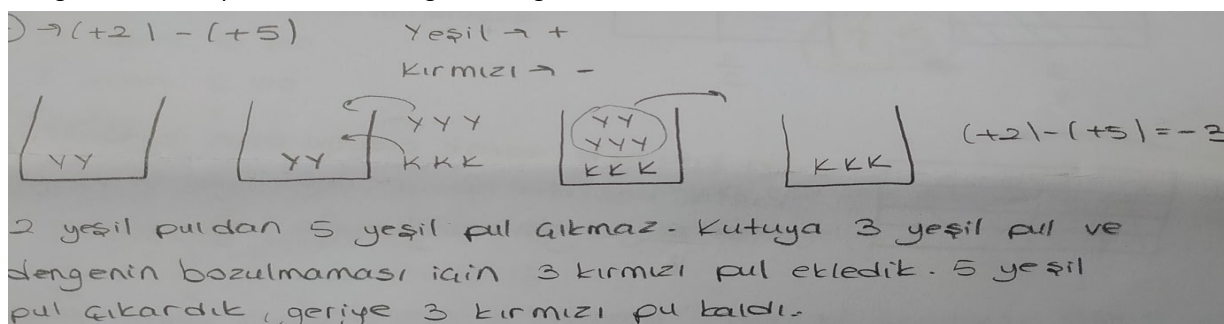 ) → (+2) - (+5) Yeşil → +
Kırmızı → -
YY YY YYY YY
KKK YYY
KKK KKK (+2) - (+5) = -3
2 yeşil puldan 5 yeşil pul çıkmaz. Kutuya 3 yeşil pul ve
dengenin bozulmaması için 3 kırmızı pul ekledik. 5 yeşil
pul çıkardık, geriye 3 kırmızı pu kaldı.